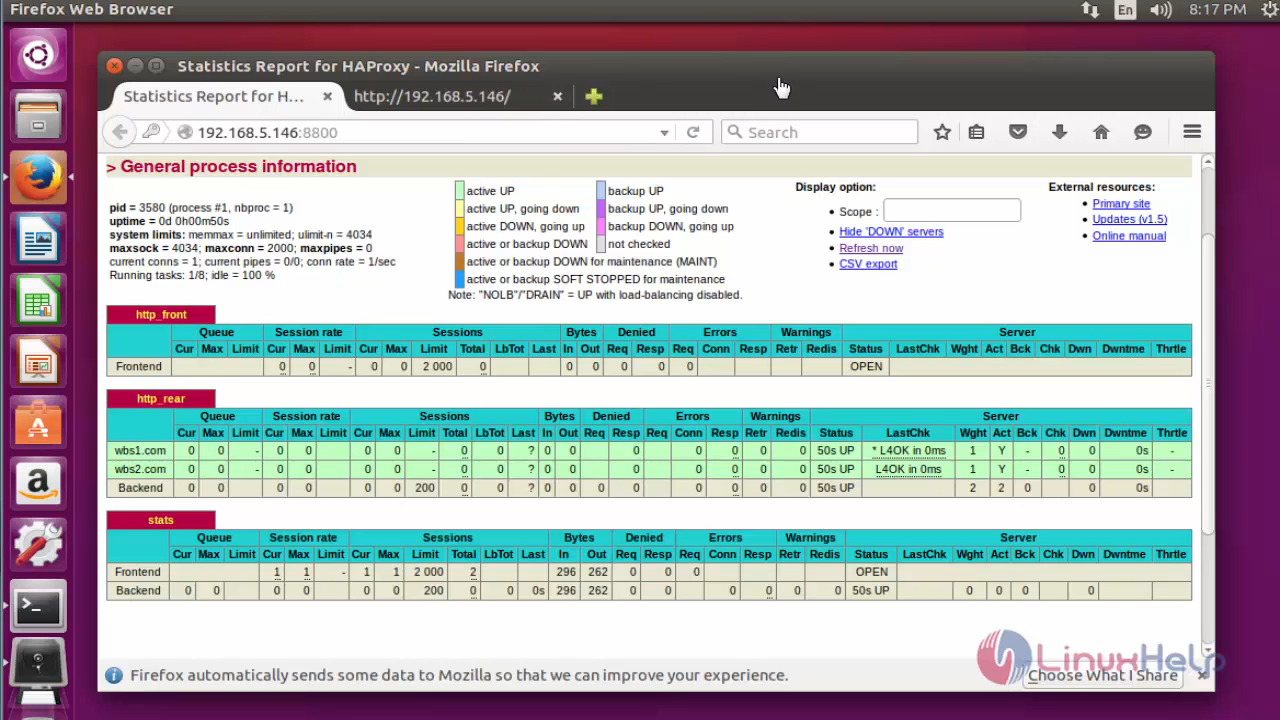 Firefox Web Browser En 8:17 PM
Statistics Report for HAProxy - Mozilla Firefox
Statistics Report for H... × http://192.168.5.146/ ×
192.168.5.146:8800 Search
> General process information
pid = 3580 (process #1, nbproc = 1)
uptime = 0d 0h00m50s
system limits: memmax = unlimited; ulimit-n = 4034
maxsock = 4034; maxconn = 2000; maxpipes = 0
current conns = 1; current pipes = 0/0; conn rate = 1/sec
Running tasks: 1/8; idle = 100 %
active UP backup UP
active UP, going down backup UP, going down
active DOWN, going up backup DOWN, going up
active or backup DOWN not checked
active or backup DOWN for maintenance (MAINT)
active or backup SOFT STOPPED for maintenance
Note: "NOLB"/"DRAIN" = UP with load-balancing disabled.
Display option:
Scope :
Hide 'DOWN' servers
Refresh now
CSV export
External resources:
Primary site
Updates (v1.5)
Online manual
http_front
Queue Session rate Sessions Bytes Denied Errors Warnings Server
Cur Max Limit Cur Max Limit Cur Max Limit Total LbTot Last In Out Req Resp Req Conn Resp Retr Redis Status LastChk Wght Act Bck Chk Dwn Dwntme Thrtle
Frontend 0 0 - 0 0 2 000 0 0 0 0 0 0 OPEN
http_rear
Queue Session rate Sessions Bytes Denied Errors Warnings Server
Cur Max Limit Cur Max Limit Cur Max Limit Total LbTot Last In Out Req Resp Req Conn Resp Retr Redis Status LastChk Wght Act Bck Chk Dwn Dwntme Thrtle
wbs1.com 0 0 - 0 0 0 0 - 0 0 ? 0 0 0 0 0 0 0 50s UP * L4OK in 0ms 1 Y - 0 0 0s -
wbs2.com 0 0 - 0 0 0 0 - 0 0 ? 0 0 0 0 0 0 0 50s UP L4OK in 0ms 1 Y - 0 0 0s -
Backend 0 0 0 0 0 0 200 0 0 ? 0 0 0 0 0 0 0 0 50s UP 2 2 0 0 0s
stats
Queue Session rate Sessions Bytes Denied Errors Warnings Server
Cur Max Limit Cur Max Limit Cur Max Limit Total LbTot Last In Out Req Resp Req Conn Resp Retr Redis Status LastChk Wght Act Bck Chk Dwn Dwntme Thrtle
Frontend 1 1 - 1 1 2 000 2 296 262 0 0 0 OPEN
Backend 0 0 0 0 0 0 200 0 0 0s 296 262 0 0 0 0 0 0 50s UP 0 0 0 0
LinuxHelp
Firefox automatically sends some data to Mozilla so that we can improve your experience. Choose What I Share ×